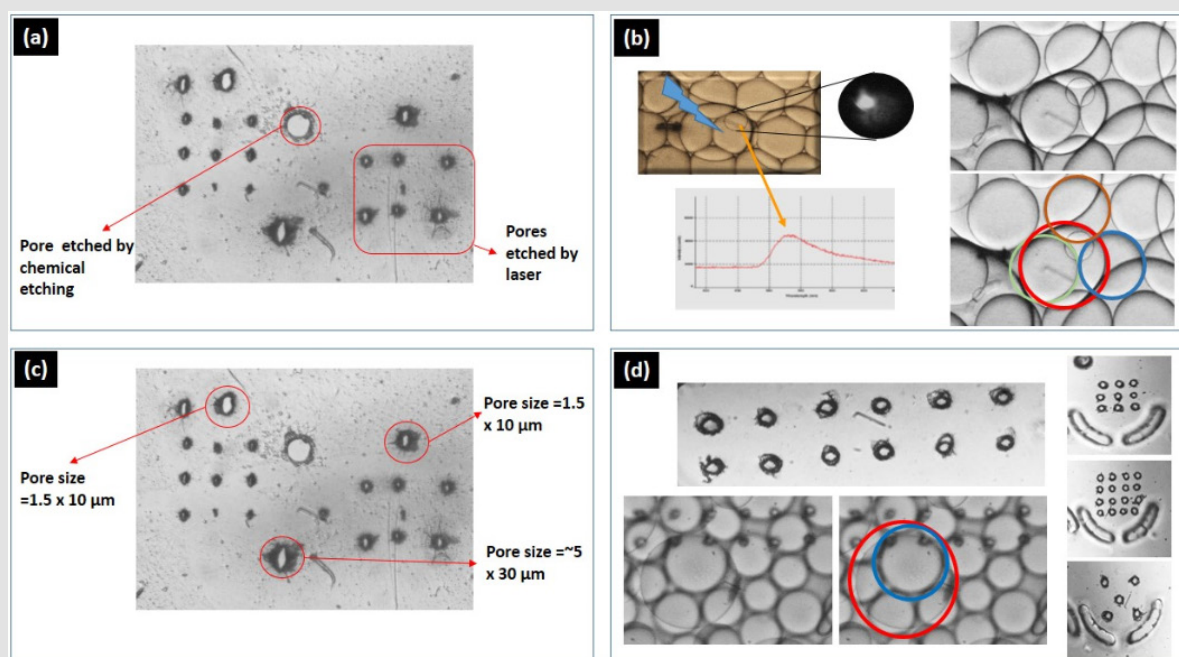 (a)
Pore etched by
chemical
etching
Pores
etched by
laser
(b)
(c)
Pore size =1.5
x 10 µm
Pore size
=1.5 x 10 µm
Pore size =~5
x 30 µm
(d)